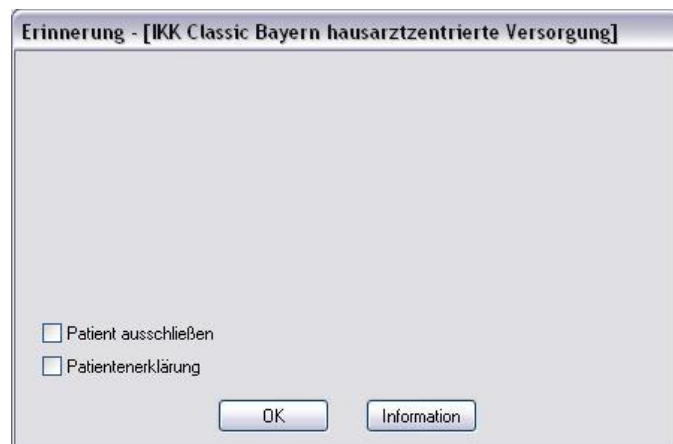 Erinnerung - [IKK Classic Bayern hausarztzentrierte Versorgung]
Patient ausschließen
Patientenerklärung
OK
Information